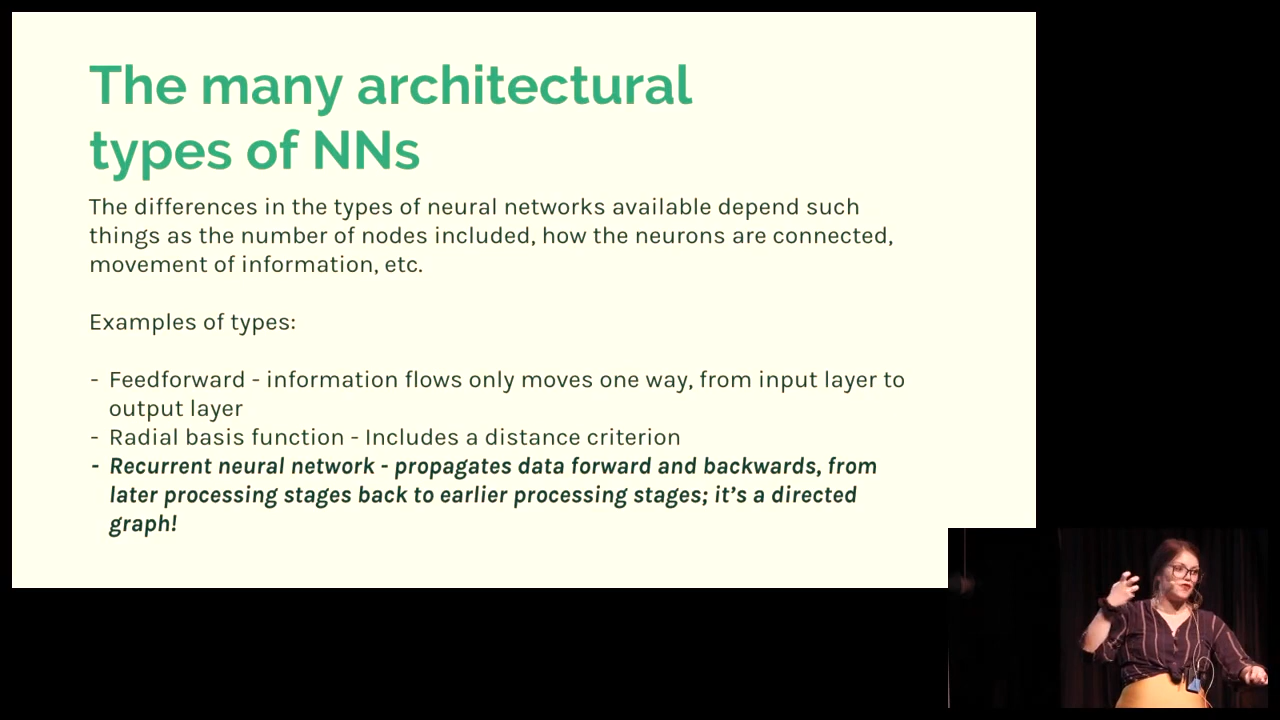 The many architectural
types of NNs
The differences in the types of neural networks available depend such
things as the number of nodes included, how the neurons are connected,
movement of information, etc.
Examples of types:
- Feedforward - information flows only moves one way, from input layer to
output layer
- Radial basis function - Includes a distance criterion
- Recurrent neural network - propagates data forward and backwards, from
later processing stages back to earlier processing stages; it’s a directed
graph!